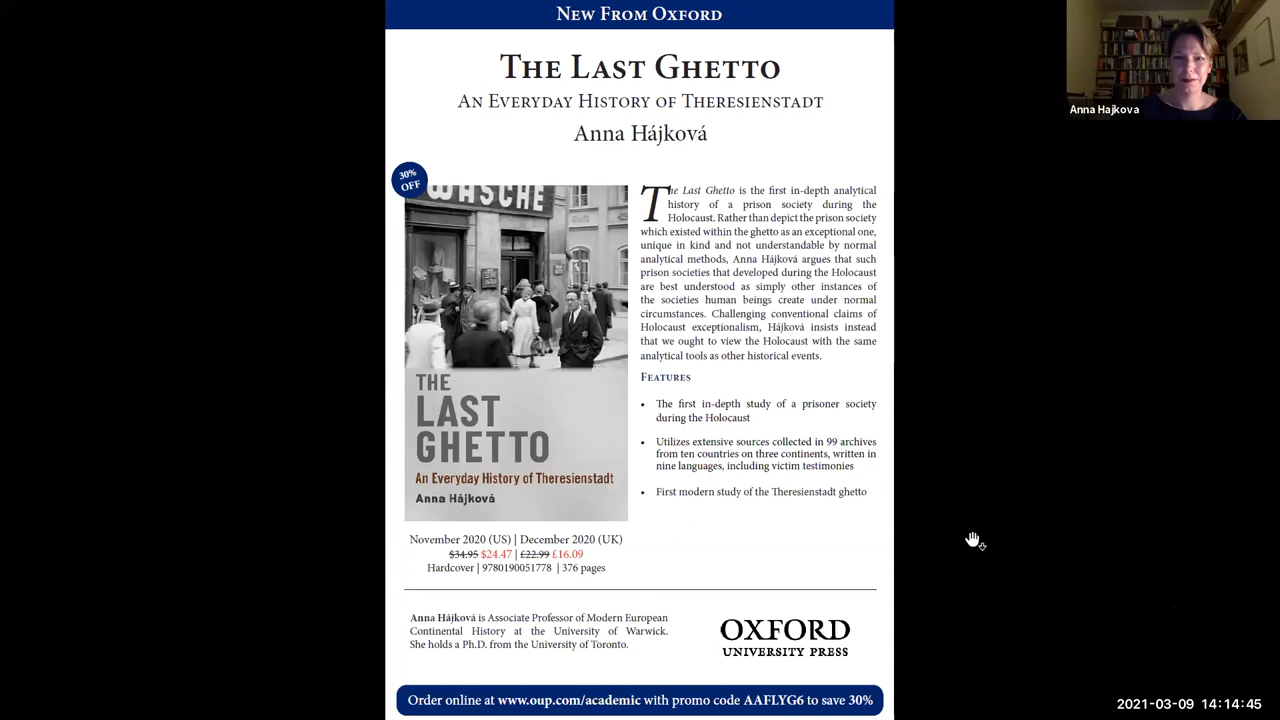 NEW FROM OXFORD
THE LAST GHETTO
AN EVERYDAY HISTORY OF THERESIENSTADT
Anna Hájková
30%
OFF
WÄSCHE
THE
LAST
GHETTO
An Everyday History of Theresienstadt
Anna Hájková
November 2020 (US) | December 2020 (UK)
$34.95 $24.47 | £22.99 £16.09
Hardcover | 9780190051778 | 376 pages
The Last Ghetto is the first in-depth analytical
history of a prison society during the
Holocaust. Rather than depict the prison society
which existed within the ghetto as an exceptional one,
unique in kind and not understandable by normal
analytical methods, Anna Hájková argues that such
prison societies that developed during the Holocaust
are best understood as simply other instances of
the societies human beings create under normal
circumstances. Challenging conventional claims of
Holocaust exceptionalism, Hájková insists instead
that we ought to view the Holocaust with the same
analytical tools as other historical events.
FEATURES
• The first in-depth study of a prisoner society
during the Holocaust
• Utilizes extensive sources collected in 99 archives
from ten countries on three continents, written in
nine languages, including victim testimonies
• First modern study of the Theresienstadt ghetto
Anna Hájková is Associate Professor of Modern European
Continental History at the University of Warwick.
She holds a Ph.D. from the University of Toronto.
OXFORD
UNIVERSITY PRESS
Order online at www.oup.com/academic with promo code AAFLYG6 to save 30%
Anna Hajkova
2021-03-09 14:14:45